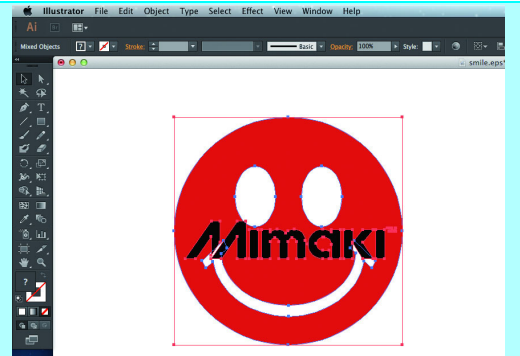 Illustrator File Edit Object Type Select Effect View Window Help
Ai
Mixed Objects ? Stroke: Basic Opacity: 100% Style:
smile.eps*
Mimaki
T
?